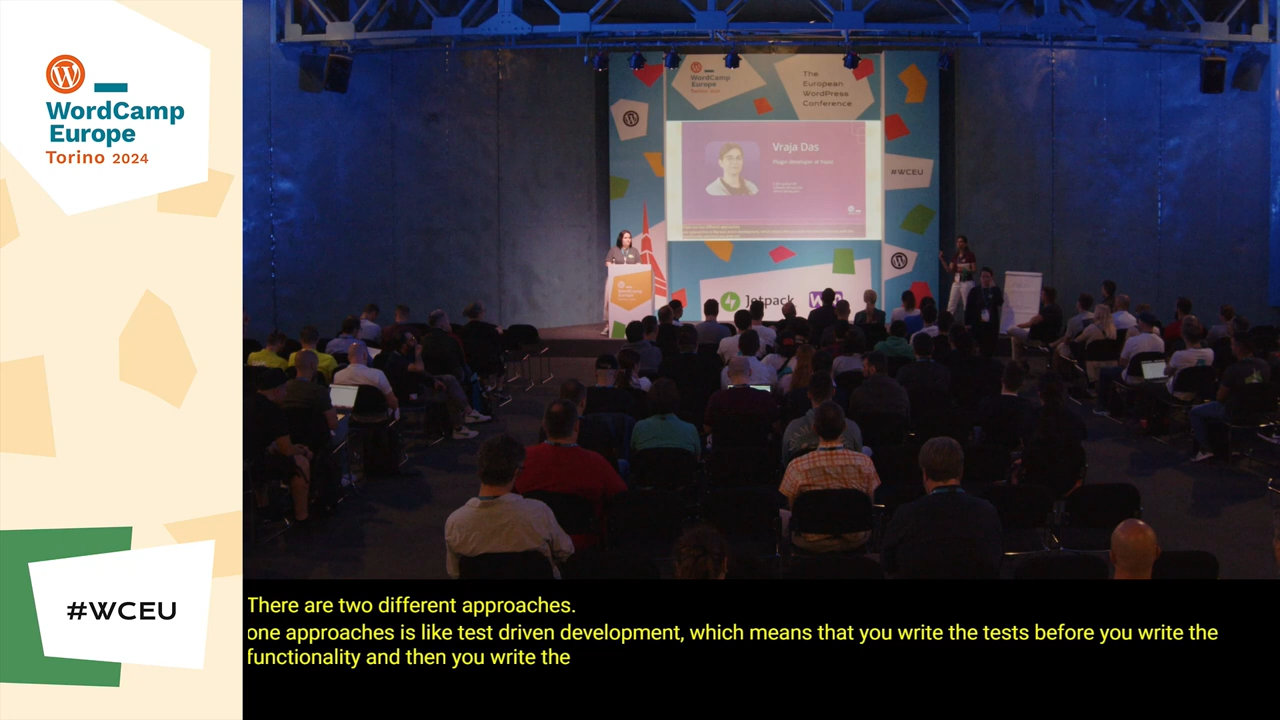 WordCamp
Europe
Torino 2024
#WCEU
WordCamp
Europe
The
European
WordPress
Conference
Vraja Das
#WCEU
Jetpack
There are two different approaches.
one approaches is like test driven development, which means that you write the tests before you write the
functionality and then you write the